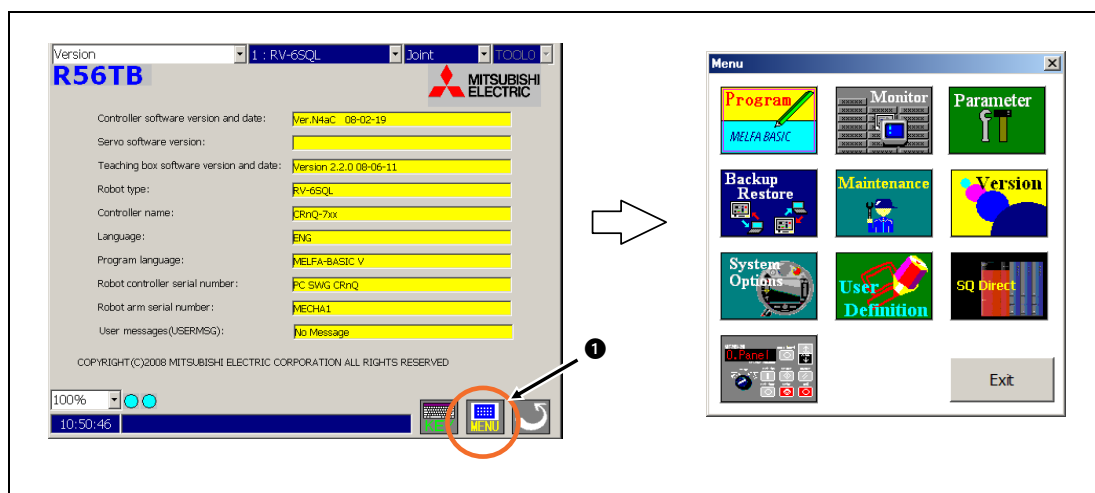 Version 1 : RV-6SQL Joint TOOL0
R56TB
MITSUBISHI
ELECTRIC
Controller software version and date: Ver.N4aC 08-02-19
Servo software version:
Teaching box software version and date: Version 2.2.0 08-06-11
Robot type: RV-6SQL
Controller name: CRnQ-7xx
Language: ENG
Program language: MELFA-BASIC V
Robot controller serial number: PC SWG CRnQ
Robot arm serial number: MECHA1
User messages(USERMSG): No Message
COPYRIGHT(C)2008 MITSUBISHI ELECTRIC CORPORATION ALL RIGHTS RESERVED
❶
100%
10:50:46 KEY MENU
Menu
Program
MELFA BASIC
Monitor
Parameter
Backup
Restore
Maintenance
Version
System
Options
User
Definition
SQ Direct
O.Panel
Exit